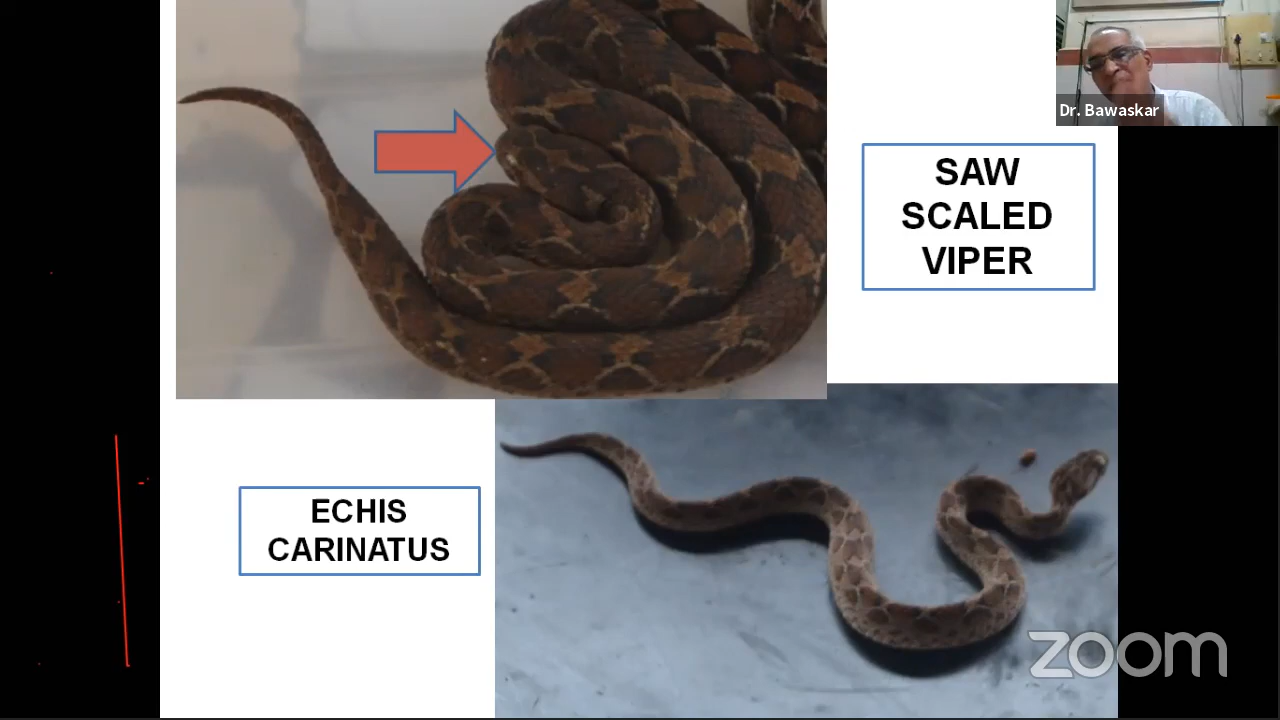 Dr. Bawaskar
SAW
SCALED
VIPER
ECHIS
CARINATUS
zoom